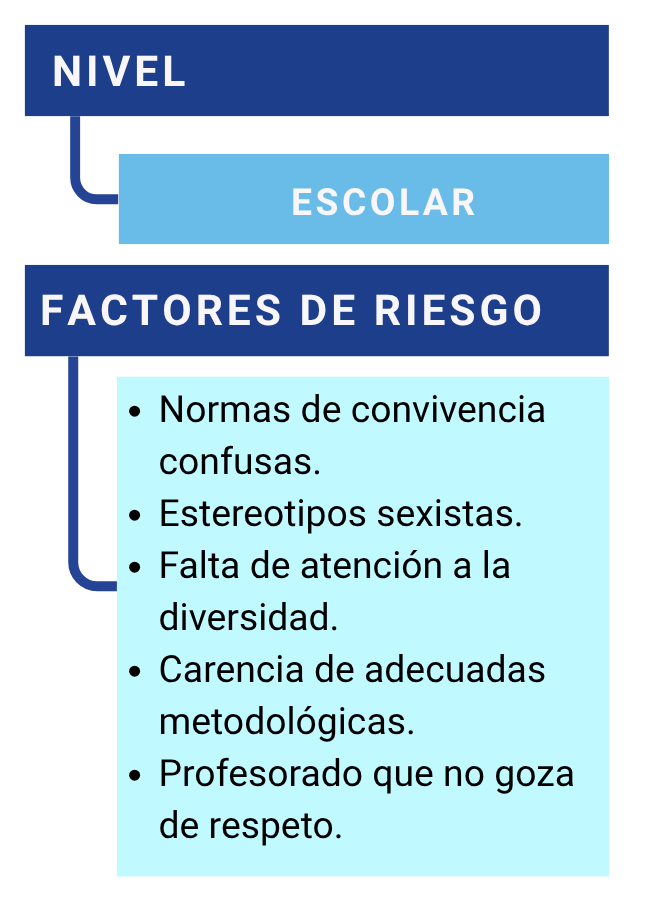 NIVEL
ESCOLAR
FACTORES DE RIESGO
• Normas de convivencia
confusas.
• Estereotipos sexistas.
• Falta de atención a la
diversidad.
• Carencia de adecuadas
metodológicas.
• Profesorado que no goza
de respeto.